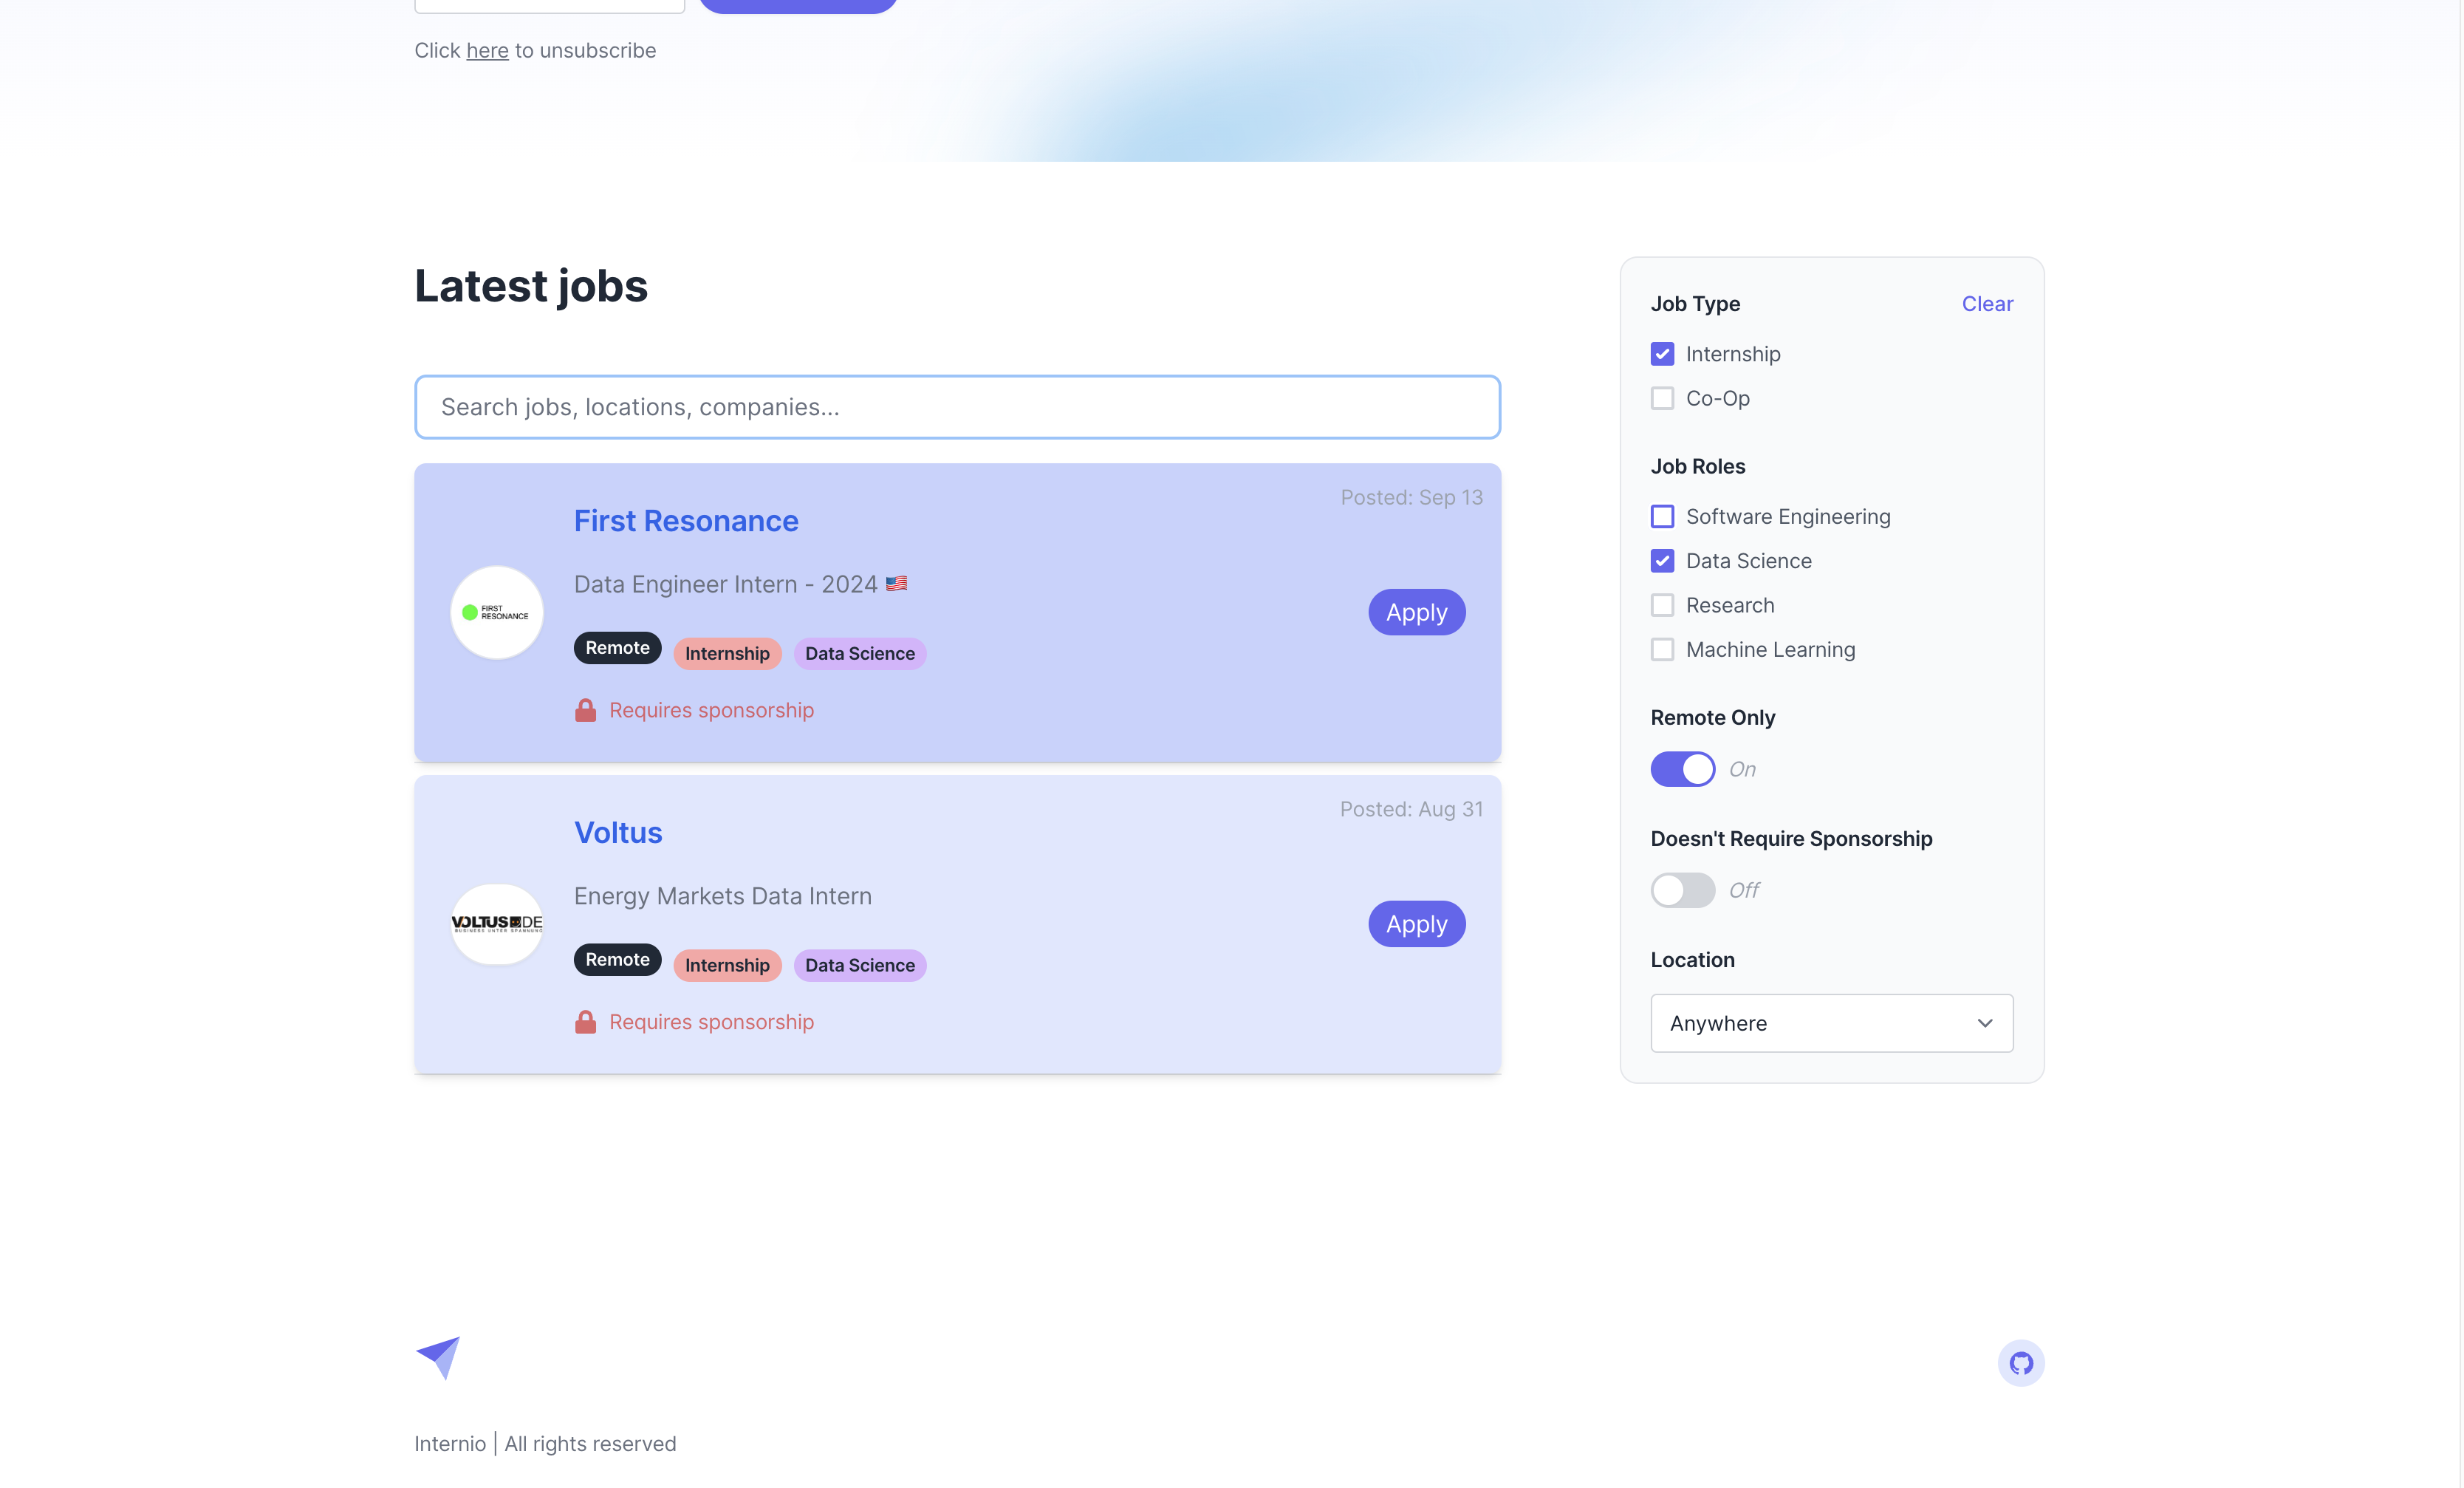 Click here to unsubscribe
Latest jobs
Search jobs, locations, companies...
Posted: Sep 13
First Resonance
FIRST
RESONANCE
Data Engineer Intern - 2024 🇺🇸
Apply
Remote Internship Data Science
Requires sponsorship
Posted: Aug 31
Voltus
VOLTUS DE
BUSINESS UNTER SPANNUNG
Energy Markets Data Intern
Apply
Remote Internship Data Science
Requires sponsorship
Job Type Clear
Internship
Co-Op
Job Roles
Software Engineering
Data Science
Research
Machine Learning
Remote Only
On
Doesn't Require Sponsorship
Off
Location
Anywhere
Internio | All rights reserved